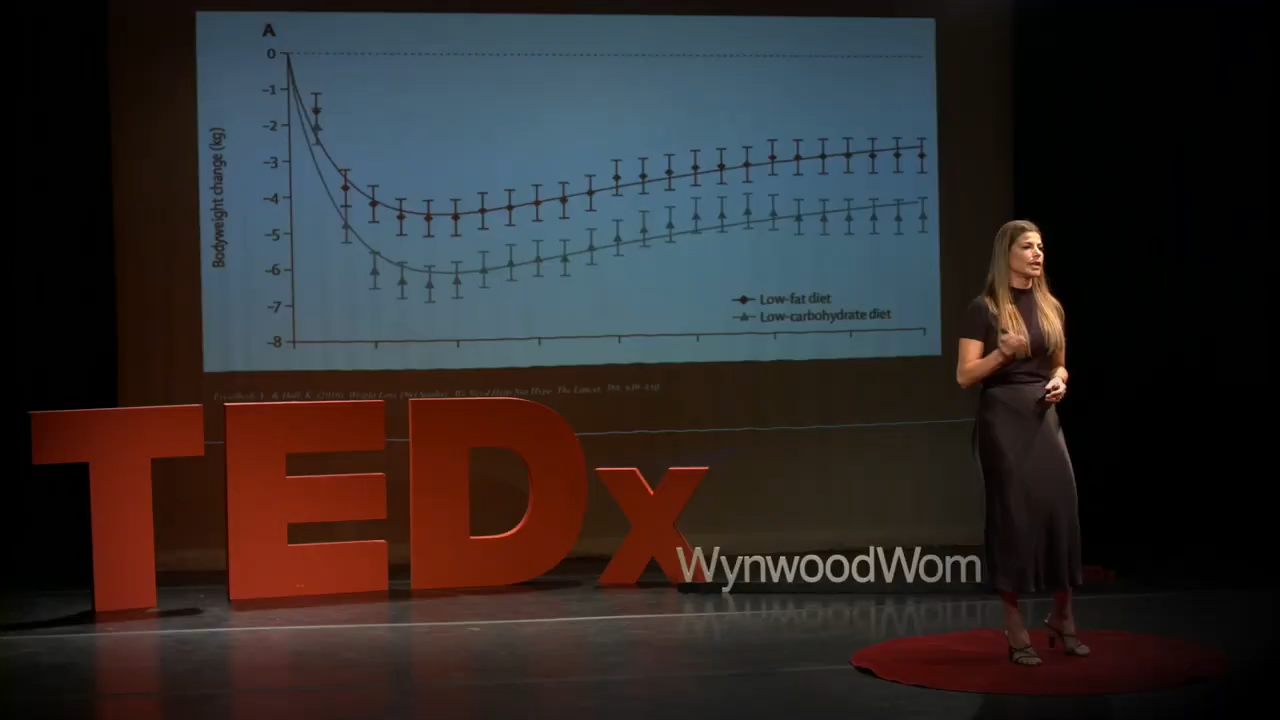 A
0
-1
-2
-3
-4
-5
-6
-7
-8
Bodyweight change (kg)
Low-fat diet
Low-carbohydrate diet
TEDx
WynwoodWom